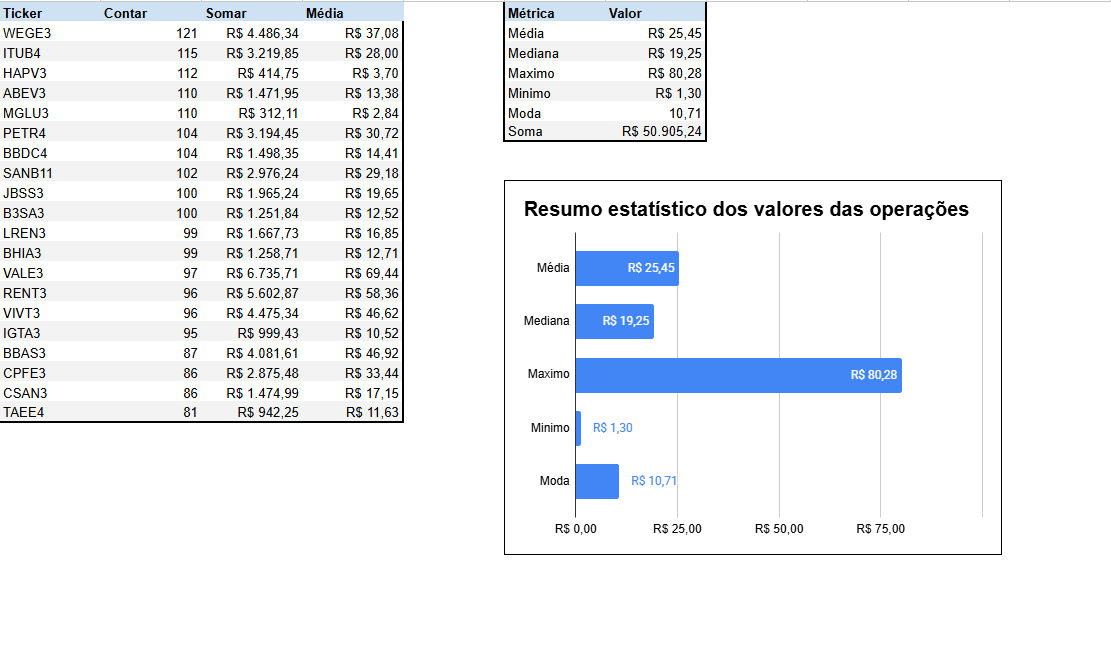 Ticker Contar Somar Média
WEGE3 121 R$ 4.486,34 R$ 37,08
ITUB4 115 R$ 3.219,85 R$ 28,00
HAPV3 112 R$ 414,75 R$ 3,70
ABEV3 110 R$ 1.471,95 R$ 13,38
MGLU3 110 R$ 312,11 R$ 2,84
PETR4 104 R$ 3.194,45 R$ 30,72
BBDC4 104 R$ 1.498,35 R$ 14,41
SANB11 102 R$ 2.976,24 R$ 29,18
JBSS3 100 R$ 1.965,24 R$ 19,65
B3SA3 100 R$ 1.251,84 R$ 12,52
LREN3 99 R$ 1.667,73 R$ 16,85
BHIA3 99 R$ 1.258,71 R$ 12,71
VALE3 97 R$ 6.735,71 R$ 69,44
RENT3 96 R$ 5.602,87 R$ 58,36
VIVT3 96 R$ 4.475,34 R$ 46,62
IGTA3 95 R$ 999,43 R$ 10,52
BBAS3 87 R$ 4.081,61 R$ 46,92
CPFE3 86 R$ 2.875,48 R$ 33,44
CSAN3 86 R$ 1.474,99 R$ 17,15
TAEE4 81 R$ 942,25 R$ 11,63
Métrica Valor
Média R$ 25,45
Mediana R$ 19,25
Maximo R$ 80,28
Minimo R$ 1,30
Moda 10,71
Soma R$ 50.905,24
Resumo estatístico dos valores das operações
Média R$ 25,45
Mediana R$ 19,25
Maximo R$ 80,28
Minimo R$ 1,30
Moda R$ 10,71
R$ 0,00 R$ 25,00 R$ 50,00 R$ 75,00